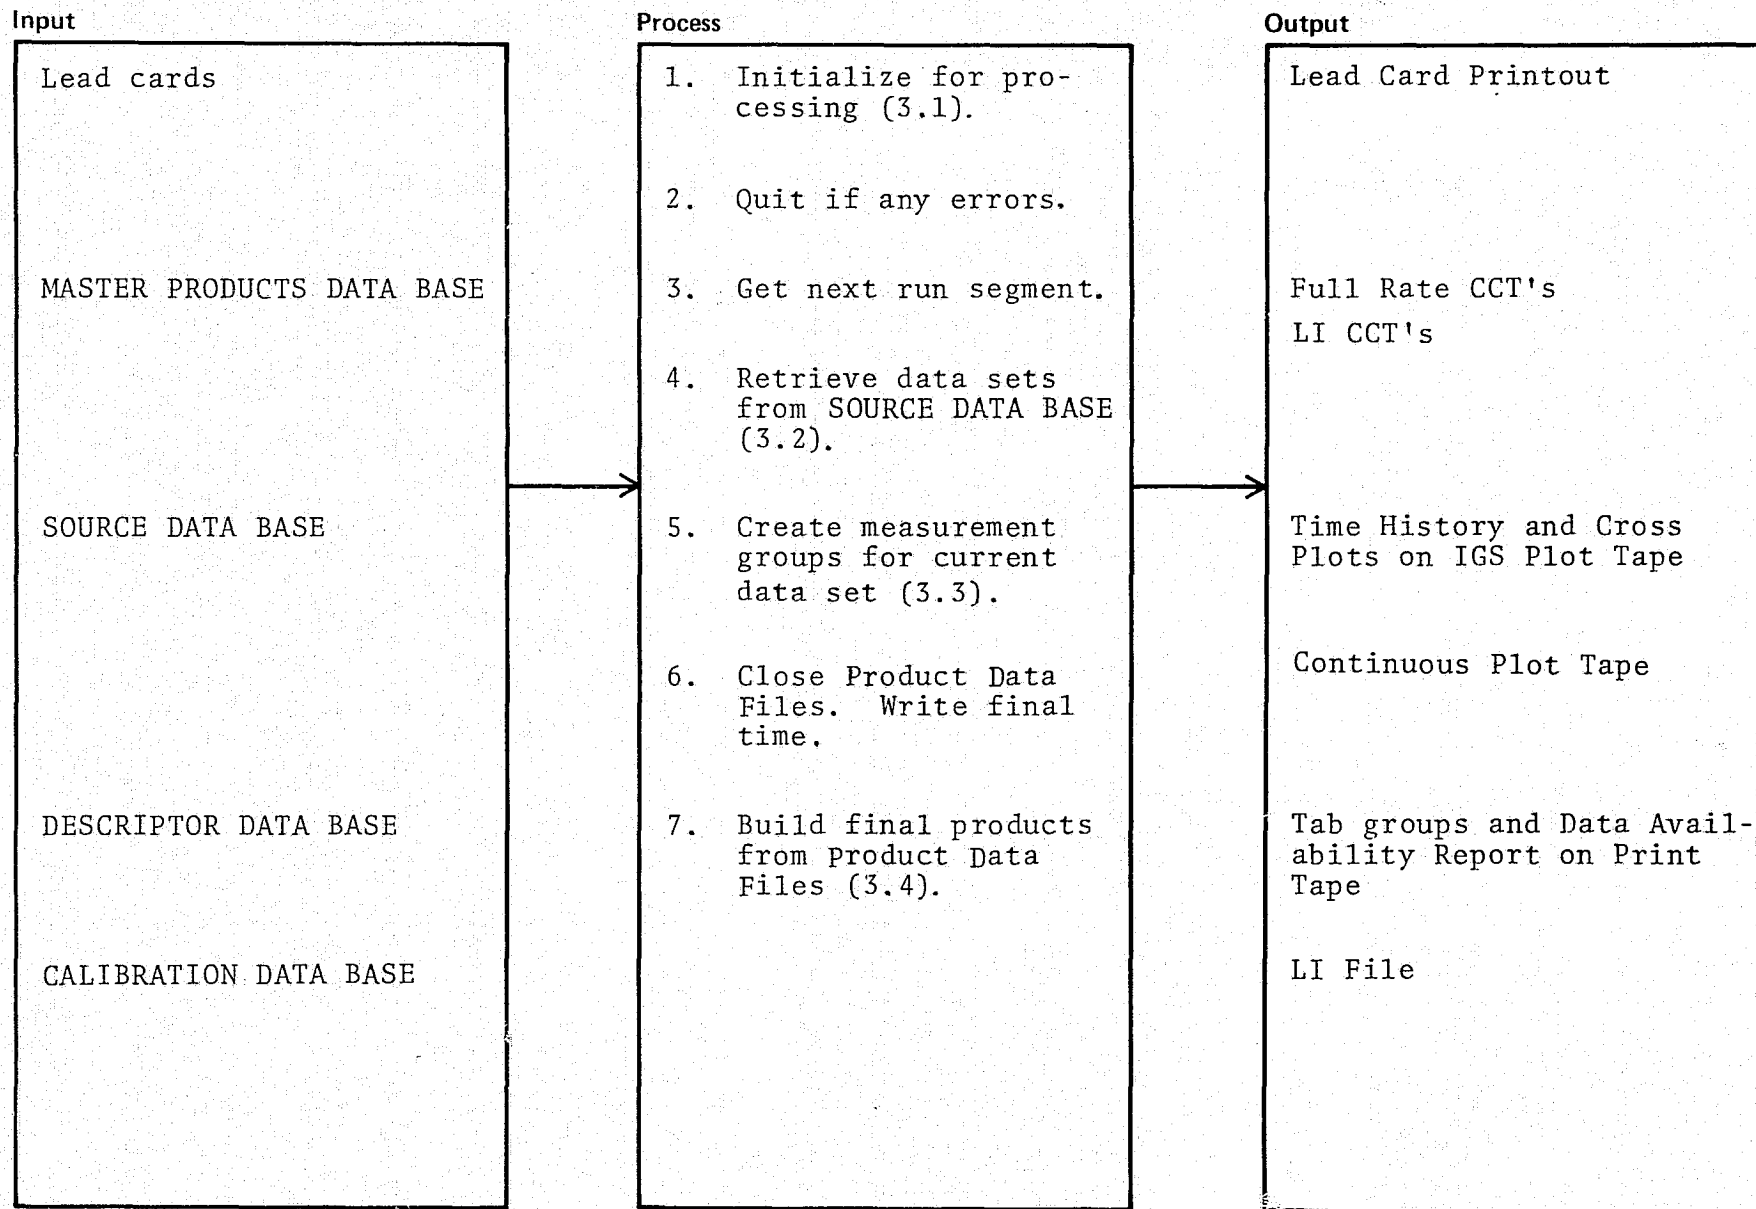 Input
Lead cards
MASTER PRODUCTS DATA BASE
SOURCE DATA BASE
DESCRIPTOR DATA BASE
CALIBRATION DATA BASE
Process
1. Initialize for pro-
cessing (3.1).
2. Quit if any errors.
3. Get next run segment.
4. Retrieve data sets
from SOURCE DATA BASE
(3.2).
5. Create measurement
groups for current
data set (3.3).
6. Close Product Data
Files. Write final
time.
7. Build final products
from Product Data
Files (3.4).
Output
Lead Card Printout
Full Rate CCT's
LI CCT's
Time History and Cross
Plots on IGS Plot Tape
Continuous Plot Tape
Tab groups and Data Avail-
ability Report on Print
Tape
LI File